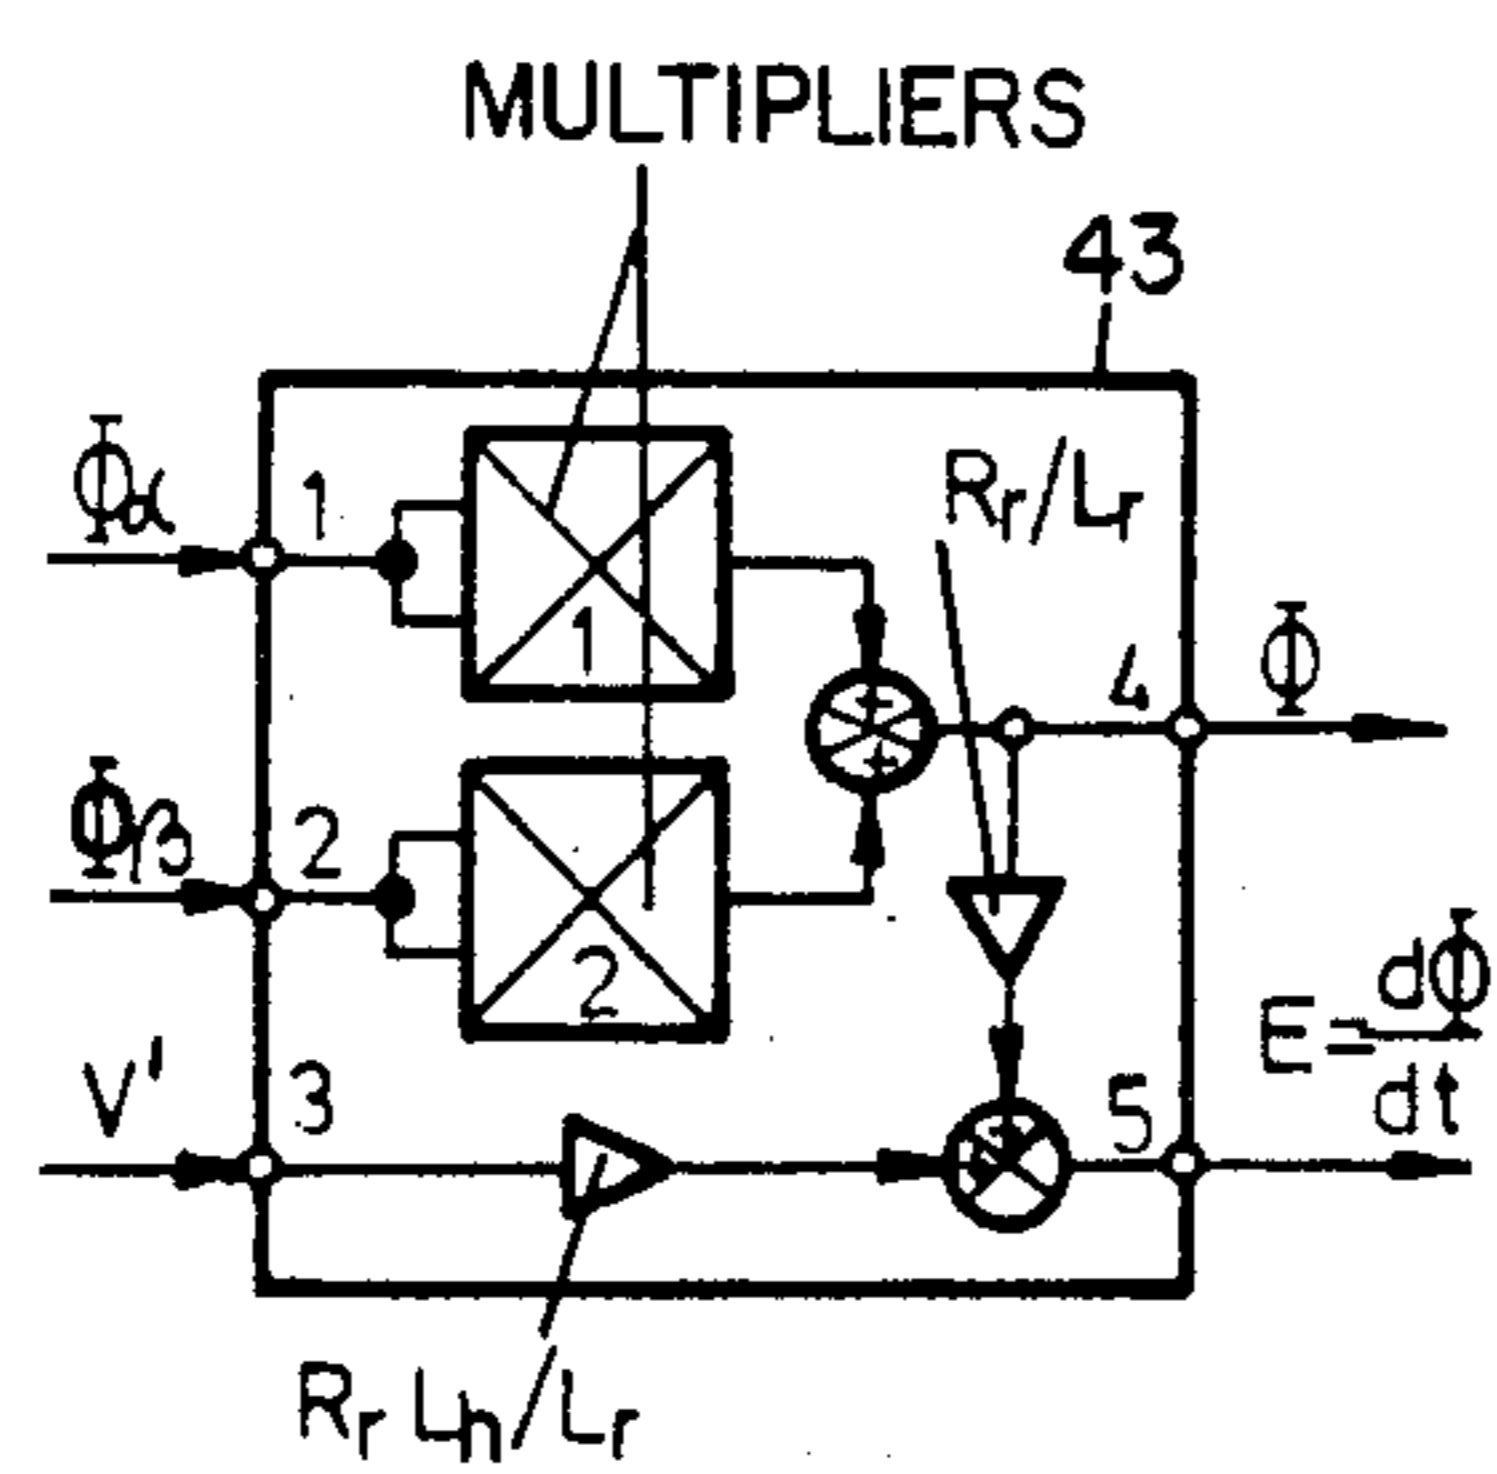 MULTIPLIERS
43
Φα
1
Rr/Lr
1
4
Φ
Φβ
2
2
E = dΦ/dt
V'
3
5
+
+
Rr Lh/Lr